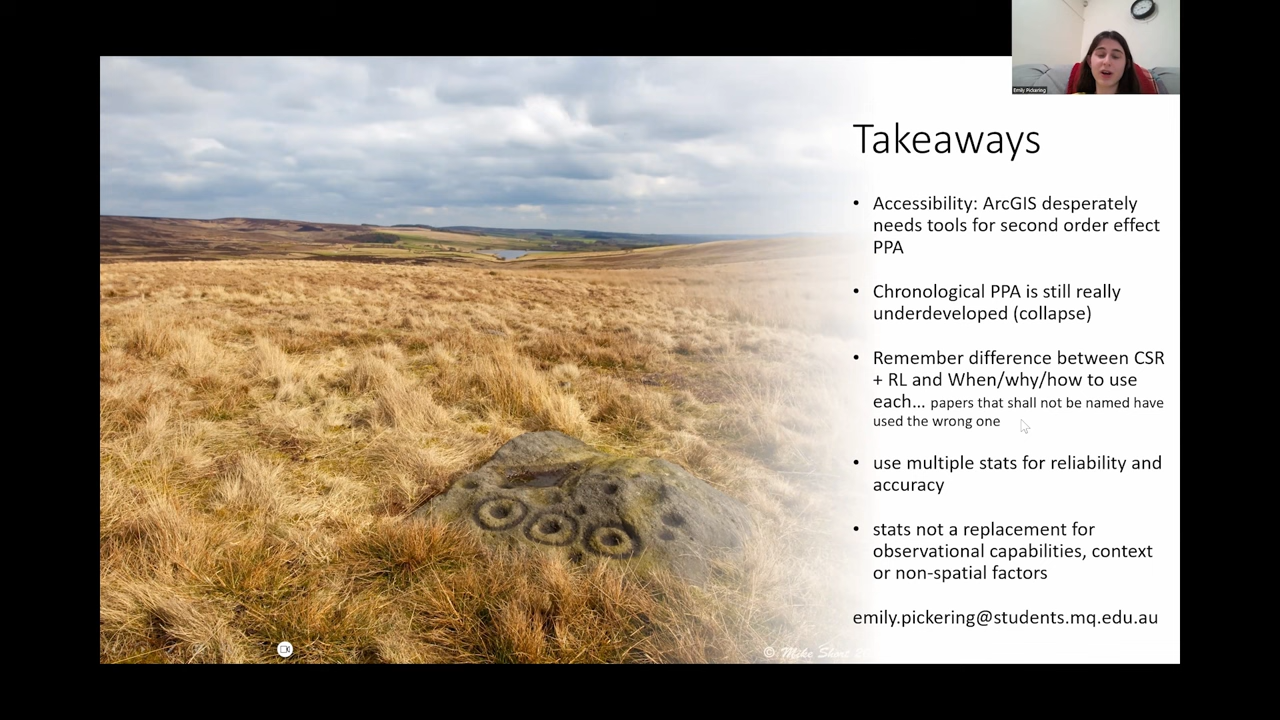 Emily Pickering
Takeaways
• Accessibility: ArcGIS desperately
needs tools for second order effect
PPA
• Chronological PPA is still really
underdeveloped (collapse)
• Remember difference between CSR
+ RL and When/why/how to use
each... papers that shall not be named have
used the wrong one
• use multiple stats for reliability and
accuracy
• stats not a replacement for
observational capabilities, context
or non-spatial factors
emily.pickering@students.mq.edu.au
© Mike Short